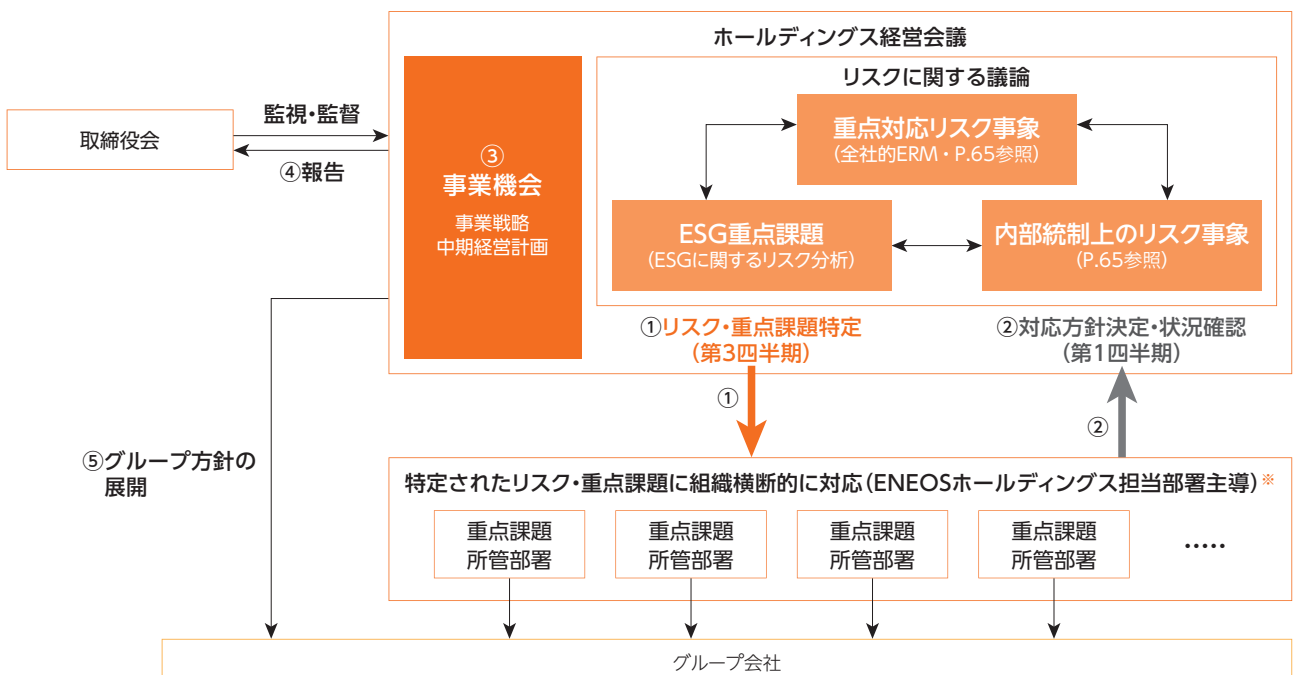 ホールディングス経営会議
リスクに関する議論
重点対応リスク事象
(全社的ERM・P.65参照)
ESG重点課題
(ESGに関するリスク分析)
内部統制上のリスク事象
(P.65参照)
③
事業機会
事業戦略
中期経営計画
取締役会
監視・監督
④報告
①リスク・重点課題特定
(第3四半期)
②対応方針決定・状況確認
(第1四半期)
①
②
⑤グループ方針の
展開
特定されたリスク・重点課題に組織横断的に対応(ENEOSホールディングス担当部署主導)※
重点課題
所管部署
重点課題
所管部署
重点課題
所管部署
重点課題
所管部署
•••••
グループ会社